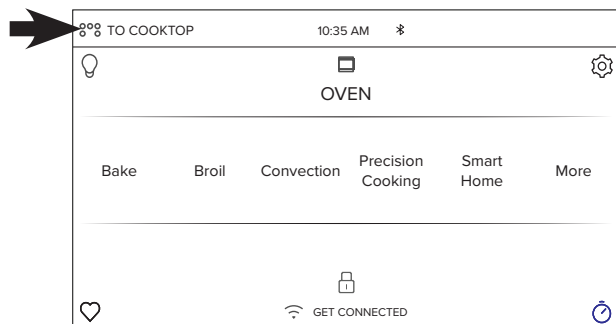 TO COOKTOP 10:35 AM
OVEN
Bake Broil Convection Precision Cooking Smart Home More
GET CONNECTED